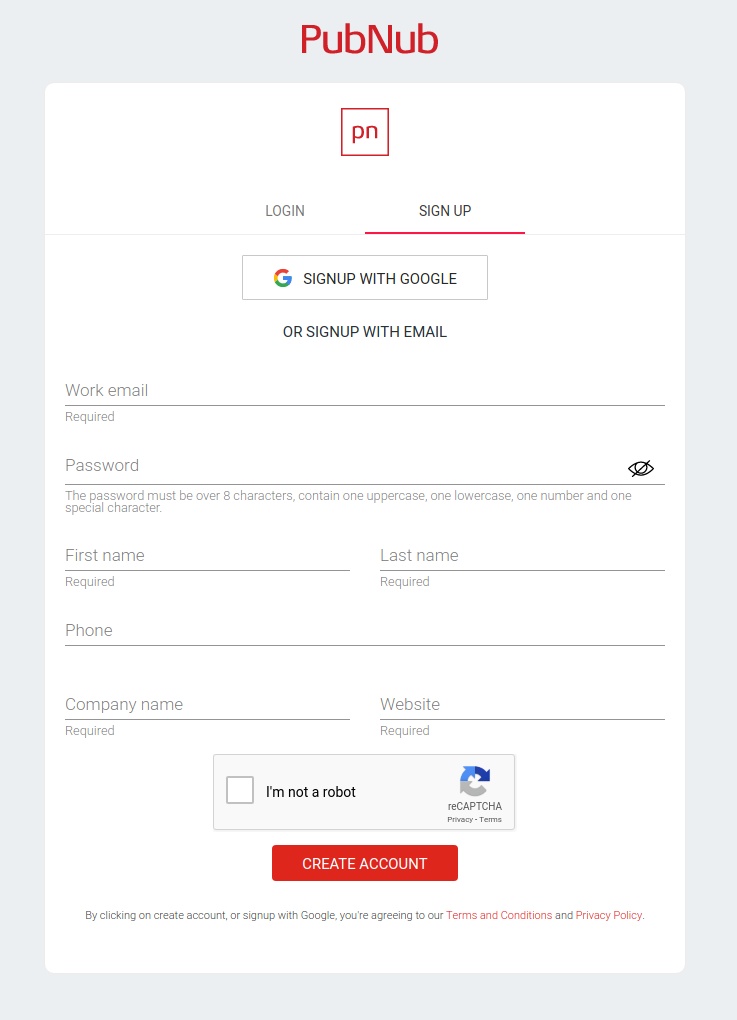 PubNub
pn
LOGIN SIGN UP
SIGNUP WITH GOOGLE
OR SIGNUP WITH EMAIL
Work email
Required
Password
The password must be over 8 characters, contain one uppercase, one lowercase, one number and one
special character.
First name Last name
Required Required
Phone
Company name Website
Required Required
I'm not a robot
reCAPTCHA
Privacy - Terms
CREATE ACCOUNT
By clicking on create account, or signup with Google, you're agreeing to our Terms and Conditions and Privacy Policy.